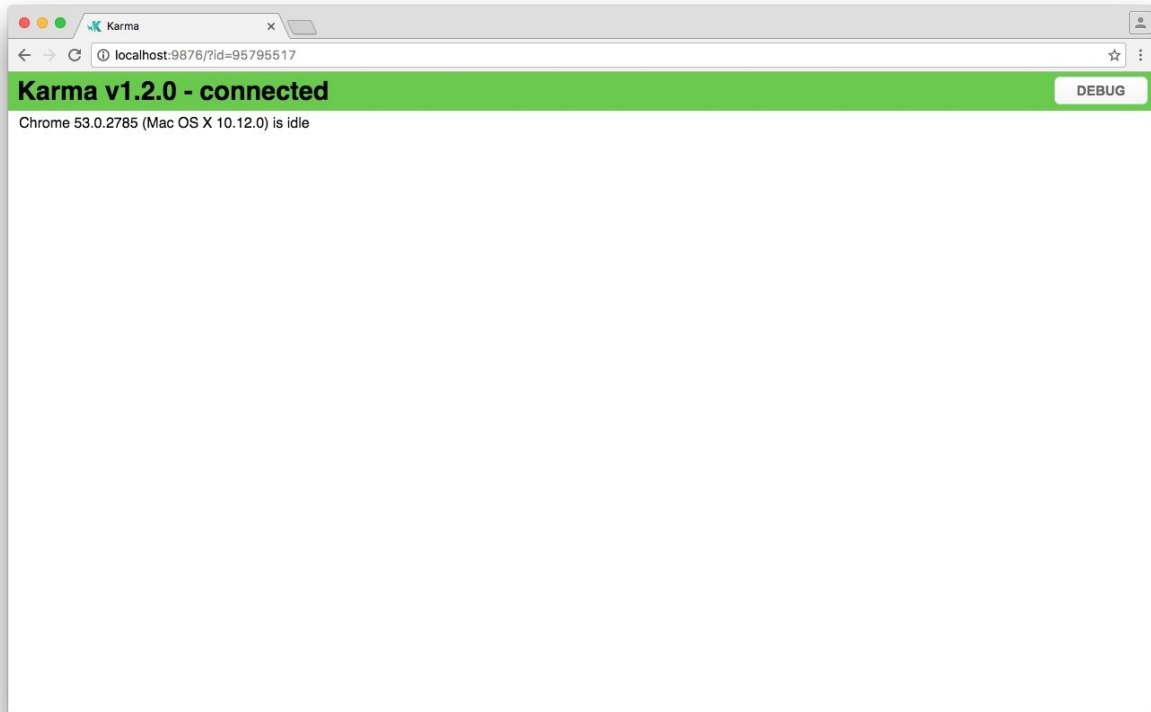 Karma
localhost:9876/?id=95795517
Karma v1.2.0 - connected
DEBUG
Chrome 53.0.2785 (Mac OS X 10.12.0) is idle